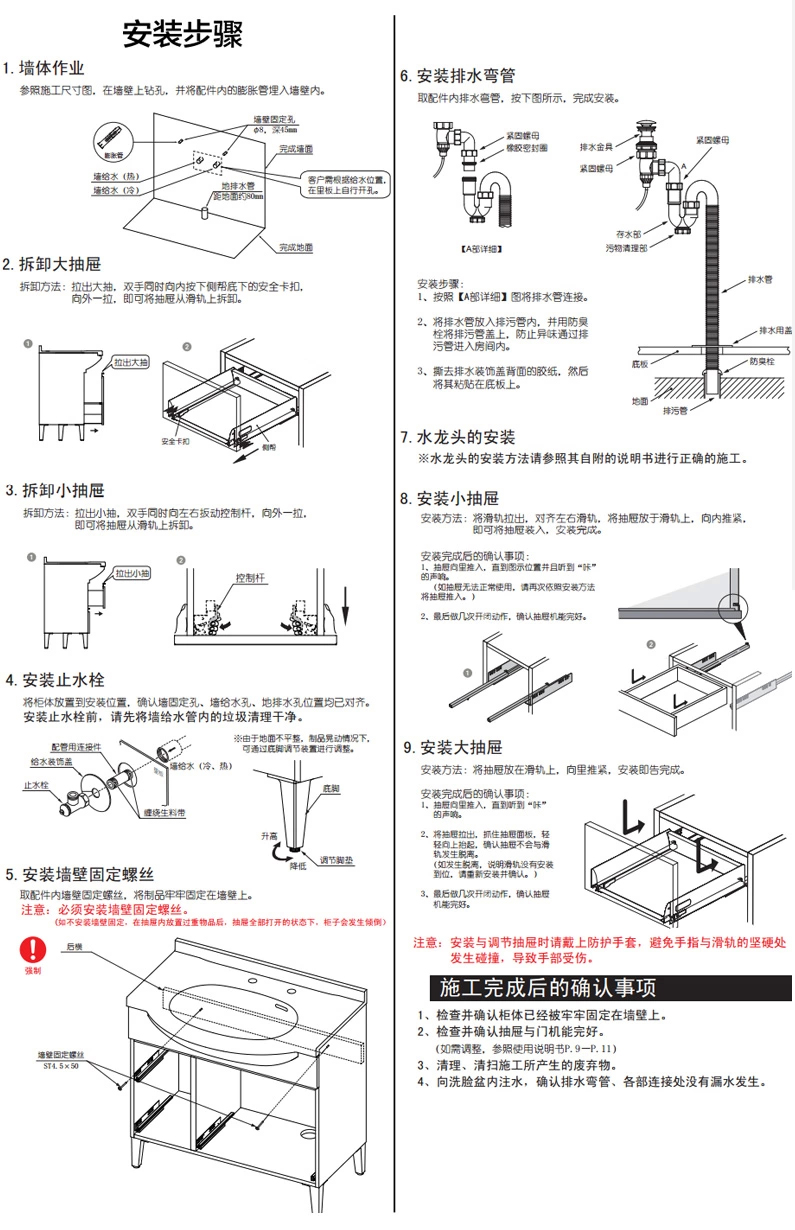 安装步骤
1. 墙体作业
参照施工尺寸图，在墙壁上钻孔，并将配件内的膨胀管埋入墙壁内。
墙壁固定孔
φ8，深45mm
膨胀管
完成墙面
墙给水（热）
墙给水（冷）
客户需根据给水位置，
在里板上自行开孔。
地排水管
距地面约80mm
完成地面
2. 拆卸大抽屉
拆卸方法：拉出大抽，双手同时向内按下侧帮底下的安全卡扣，
向外一拉，即可将抽屉从滑轨上拆卸。
1
拉出大抽
2
安全卡扣
侧帮
3. 拆卸小抽屉
拆卸方法：拉出小抽，双手同时向左右扳动控制杆，向外一拉，
即可将抽屉从滑轨上拆卸。
1
拉出小抽
2
控制杆
4. 安装止水栓
将柜体放置到安装位置，确认墙固定孔、墙给水孔、地排水孔位置均已对齐。
安装止水栓前，请先将墙给水管内的垃圾清理干净。
配管用连接件
给水装饰盖
止水栓
墙给水（冷、热）
缠绕生料带
※由于地面不平整，制品晃动情况下，
可通过底脚调节装置进行调整。
底脚
升高
降低
调节脚垫
5. 安装墙壁固定螺丝
取配件内墙壁固定螺丝，将制品牢牢固定在墙壁上。
注意：必须安装墙壁固定螺丝。
（如不安装墙壁固定，在抽屉内放置过重物品后，抽屉全部打开的状态下，柜子会发生倾倒）
强制
后横
墙壁固定螺丝
ST4.5×50
6. 安装排水弯管
取配件内排水弯管，按下图所示，完成安装。
紧固螺母
橡胶密封圈
【A部详细】
排水金具
紧固螺母
紧固螺母
A
存水部
污物清理部
排水管
排水用盖
底板
防臭栓
地面
排污管
安装步骤：
1、按照【A部详细】图将排水管连接。
2、将排水管放入排污管内，并用防臭
栓将排污管盖上，防止异味通过排
污管进入房间内。
3、撕去排水装饰盖背面的胶纸，然后
将其粘贴在底板上。
7. 水龙头的安装
※水龙头的安装方法请参照其自附的说明书进行正确的施工。
8. 安装小抽屉
安装方法：将滑轨拉出，对齐左右滑轨，将抽屉放于滑轨上，向内推紧，
即可将抽屉装入，安装完成。
安装完成后的确认事项：
1、抽屉向里推入，直到图示位置并且听到“咔”
的声响。
（如抽屉无法正常使用，请再次依照安装方法
将抽屉推入。）
2、最后做几次开闭动作，确认抽屉机能完好。
1
2
9. 安装大抽屉
安装方法：将抽屉放在滑轨上，向里推紧，安装即告完成。
安装完成后的确认事项：
1、抽屉向里推入，直到听到“咔”
的声响。
2、将抽屉拉出，抓住抽屉面板，轻
轻向上抬起，确认抽屉不会与滑
轨发生脱离。
（如发生脱离，说明滑轨没有安装
到位，请重新安装并确认。）
3、最后做几次开闭动作，确认抽屉
机能完好。
注意：安装与调节抽屉时请戴上防护手套，避免手指与滑轨的坚硬处
发生碰撞，导致手部受伤。
施工完成后的确认事项
1、检查并确认柜体已经被牢牢固定在墙壁上。
2、检查并确认抽屉与门机能完好。
（如需调整，参照使用说明书P.9—P.11）
3、清理、清扫施工所产生的废弃物。
4、向洗脸盆内注水，确认排水弯管、各部连接处没有漏水发生。